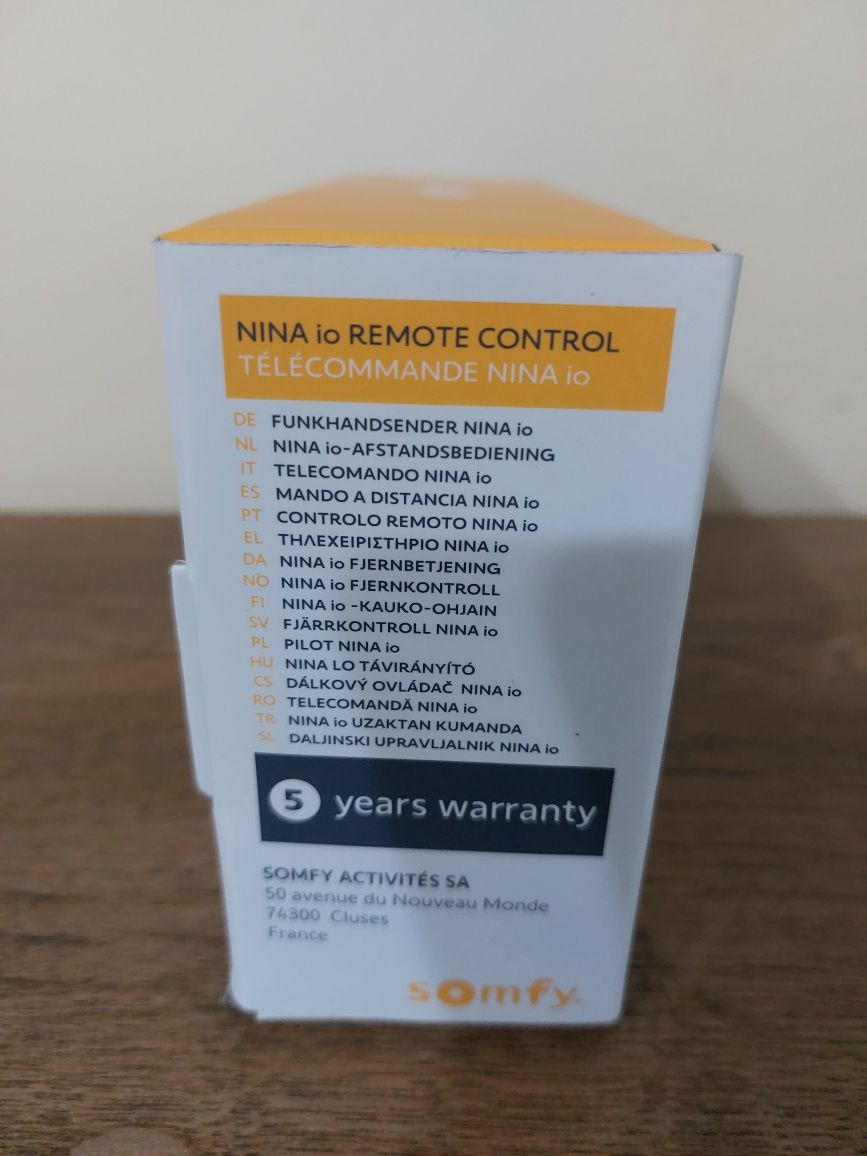 NINA io REMOTE CONTROL
TÉLÉCOMMANDE NINA io
DE FUNKHANDSENDER NINA io
NL NINA io-AFSTANDSBEDIENING
IT TELECOMANDO NINA io
ES MANDO A DISTANCIA NINA io
PT CONTROLO REMOTO NINA io
EL ΤΗΛΕΧΕΙΡΙΣΤΗΡΙΟ NINA io
DA NINA io FJERNBETJENING
NO NINA io FJERNKONTROLL
FI NINA io -KAUKO-OHJAIN
SV FJÄRRKONTROLL NINA io
PL PILOT NINA io
HU NINA LO TÁVIRÁNYÍTÓ
CS DÁLKOVÝ OVLÁDAČ NINA io
RO TELECOMANDĂ NINA io
TR NINA io UZAKTAN KUMANDA
SL DALJINSKI UPRAVLJALNIK NINA io
5 years warranty
SOMFY ACTIVITÉS SA
50 avenue du Nouveau Monde
74300 Cluses
France
somfy.